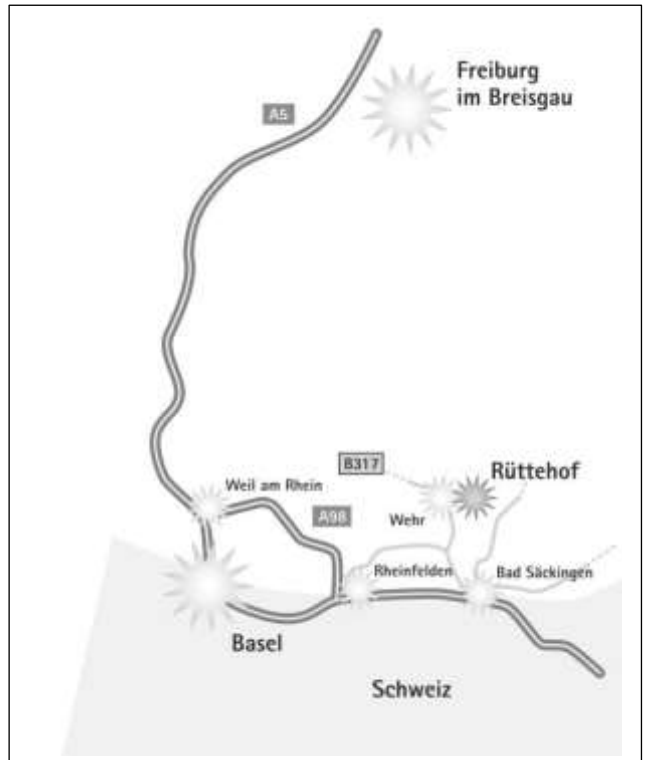 Freiburg
im Breisgau
A5
B317
Rüttehof
Weil am Rhein
A98
Wehr
Rheinfelden
Bad Säckingen
Basel
Schweiz